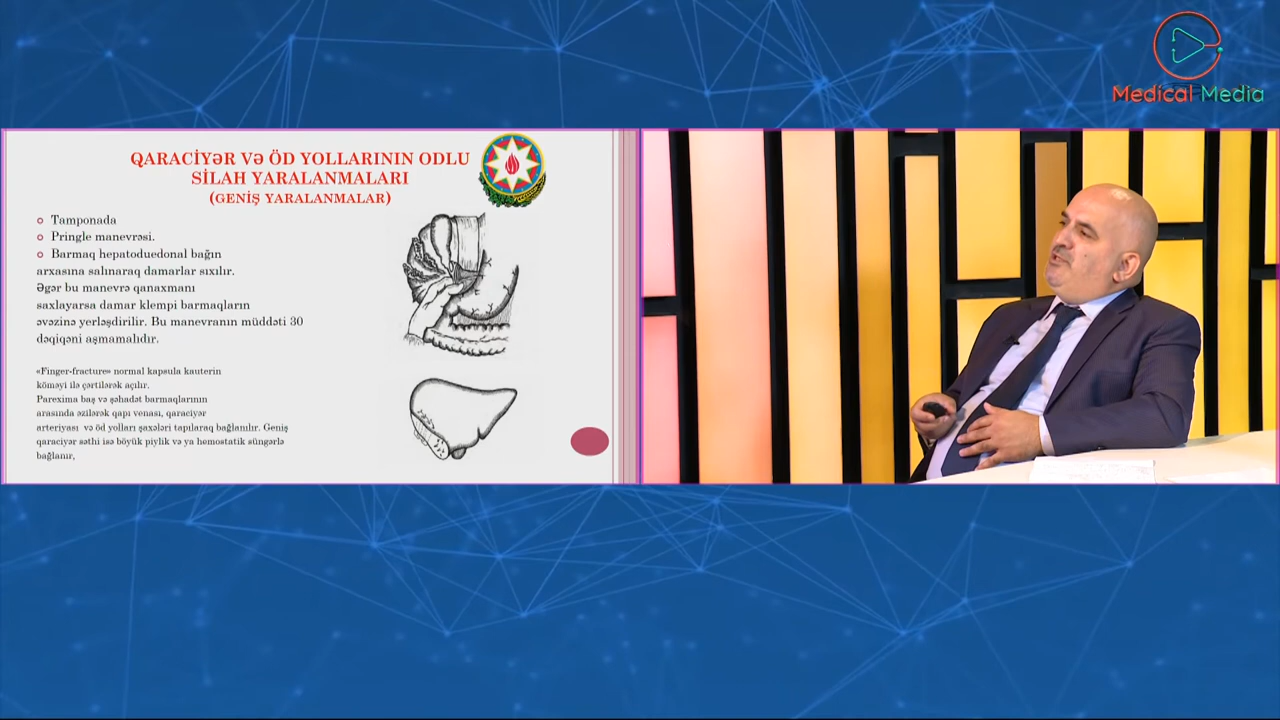 Medical Media
QARACİYƏR VƏ ÖD YOLLARININ ODLU
SİLAH YARALANMALARI
(GENİŞ YARALANMALAR)
Tamponada
Pringle manevrəsi.
Barmaq hepatoduedonal bağın
arxasına salınaraq damarlar sıxılır.
Əgər bu manevrə qanaxmanı
saxlayarsa damar klempi barmaqların
əvəzinə yerləşdirilir. Bu manevranın müddəti 30
dəqiqəni aşmamalıdır.
«Finger-fracture» normal kapsula kauterin
köməyi ilə çərtilərək açılır.
Parexima baş və şəhadət barmaqlarının
arasında əzilərək qapı venası, qaraciyər
arteriyası və öd yolları şaxələri tapılaraq bağlanılır. Geniş
qaraciyər səthi isə böyük piylik və ya hemostatik süngərlə
bağlanır,